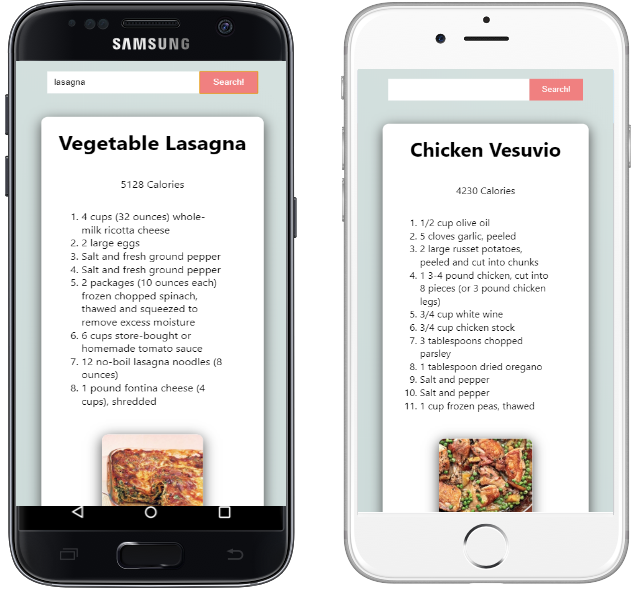 SAMSUNG
lasagna
Search!
Vegetable Lasagna
5128 Calories
1. 4 cups (32 ounces) whole-
milk ricotta cheese
2. 2 large eggs
3. Salt and fresh ground pepper
4. Salt and fresh ground pepper
5. 2 packages (10 ounces each)
frozen chopped spinach,
thawed and squeezed to
remove excess moisture
6. 6 cups store-bought or
homemade tomato sauce
7. 12 no-boil lasagna noodles (8
ounces)
8. 1 pound fontina cheese (4
cups), shredded
Search!
Chicken Vesuvio
4230 Calories
1. 1/2 cup olive oil
2. 5 cloves garlic, peeled
3. 2 large russet potatoes,
peeled and cut into chunks
4. 1 3-4 pound chicken, cut into
8 pieces (or 3 pound chicken
legs)
5. 3/4 cup white wine
6. 3/4 cup chicken stock
7. 3 tablespoons chopped
parsley
8. 1 tablespoon dried oregano
9. Salt and pepper
10. Salt and pepper
11. 1 cup frozen peas, thawed